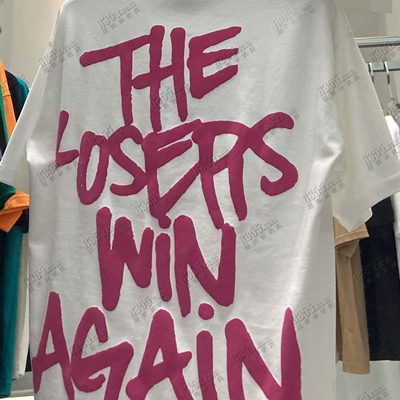 THE
LOSERS
WIN
AGAIN